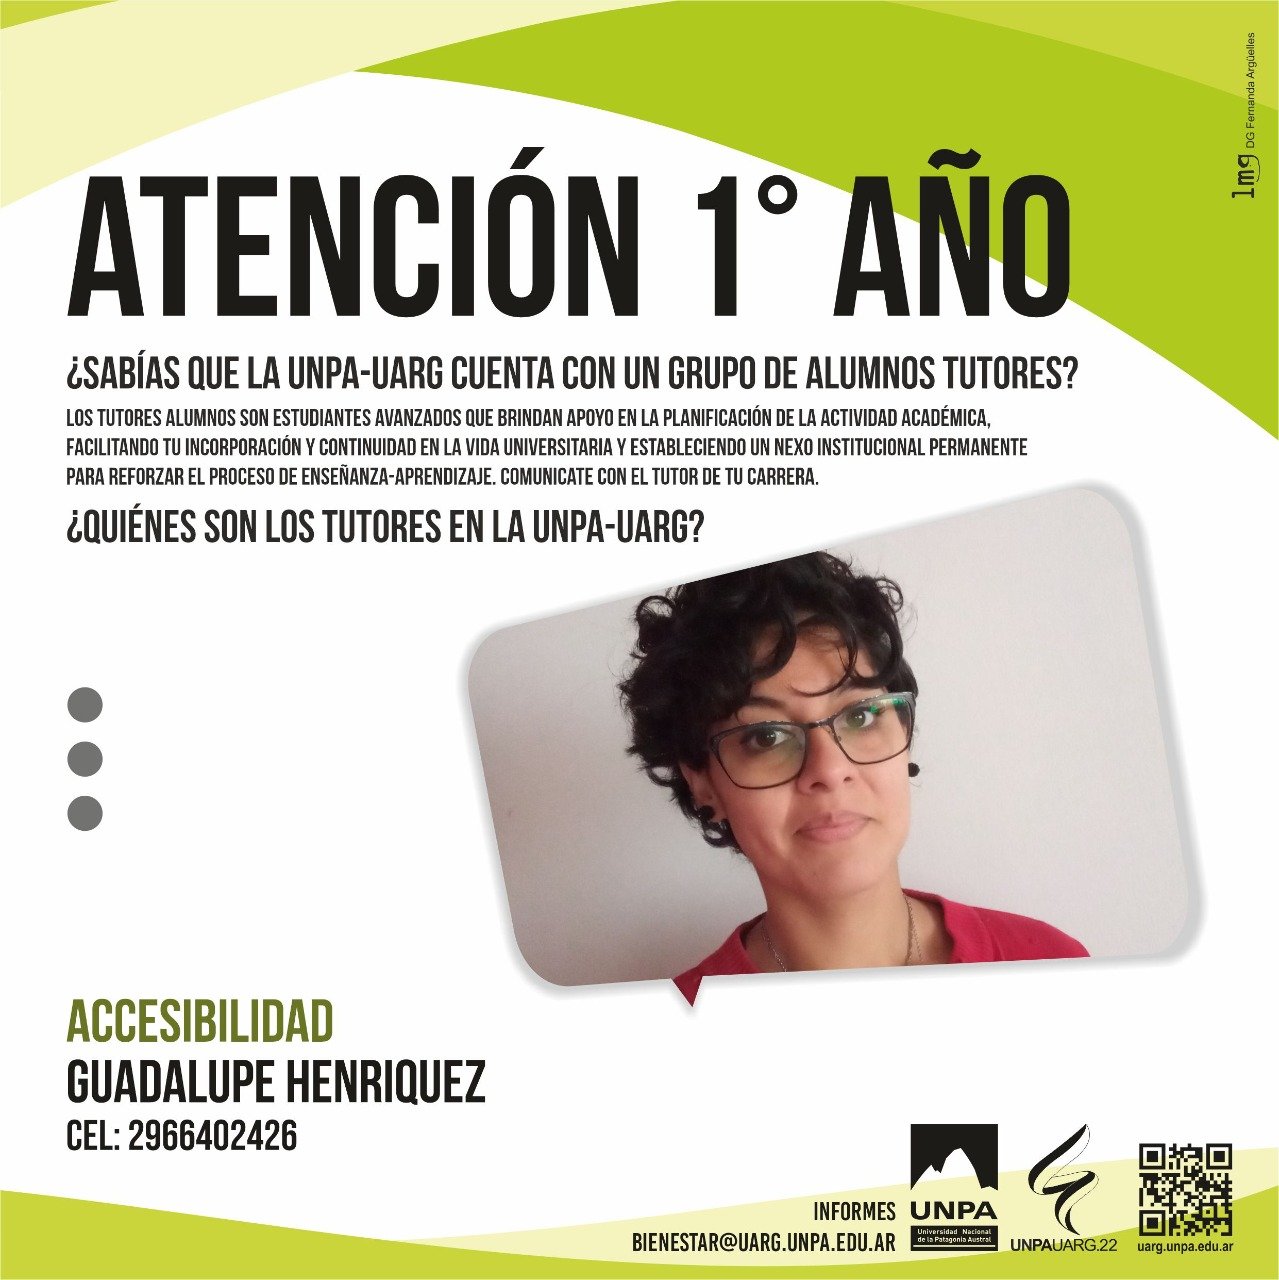 lmg DG Fernanda Argüelles
ATENCIÓN 1° AÑO
¿SABÍAS QUE LA UNPA-UARG CUENTA CON UN GRUPO DE ALUMNOS TUTORES?
LOS TUTORES ALUMNOS SON ESTUDIANTES AVANZADOS QUE BRINDAN APOYO EN LA PLANIFICACIÓN DE LA ACTIVIDAD ACADÉMICA,
FACILITANDO TU INCORPORACIÓN Y CONTINUIDAD EN LA VIDA UNIVERSITARIA Y ESTABLECIENDO UN NEXO INSTITUCIONAL PERMANENTE
PARA REFORZAR EL PROCESO DE ENSEÑANZA-APRENDIZAJE. COMUNICATE CON EL TUTOR DE TU CARRERA.
¿QUIÉNES SON LOS TUTORES EN LA UNPA-UARG?
ACCESIBILIDAD
GUADALUPE HENRIQUEZ
CEL: 2966402426
INFORMES
BIENESTAR@UARG.UNPA.EDU.AR
UNPA
Universidad Nacional
de la Patagonia Austral
UNPAUARG.22
uarg.unpa.edu.ar